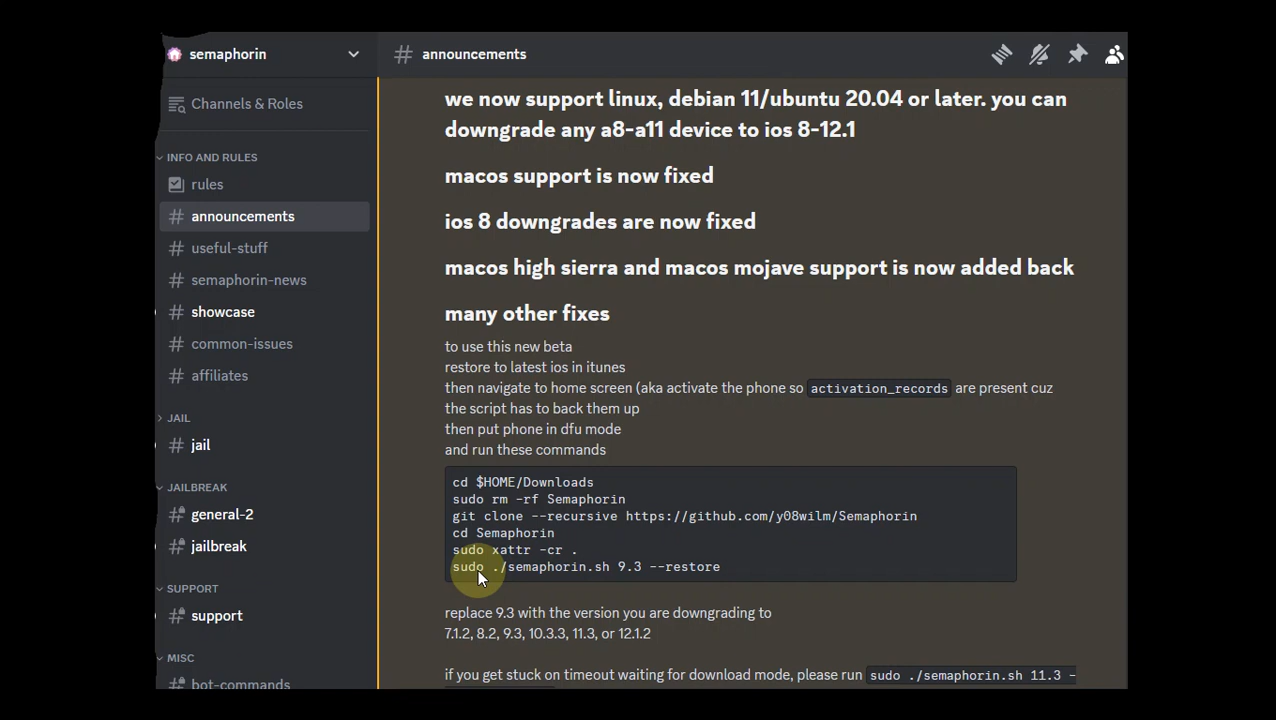 semaphorin
Channels & Roles
INFO AND RULES
rules
announcements
useful-stuff
semaphorin-news
showcase
common-issues
affiliates
JAIL
jail
JAILBREAK
general-2
jailbreak
SUPPORT
support
MISC
bot-commands
announcements
we now support linux, debian 11/ubuntu 20.04 or later. you can
downgrade any a8-a11 device to ios 8-12.1
macos support is now fixed
ios 8 downgrades are now fixed
macos high sierra and macos mojave support is now added back
many other fixes
to use this new beta
restore to latest ios in itunes
then navigate to home screen (aka activate the phone so activation_records are present cuz
the script has to back them up
then put phone in dfu mode
and run these commands
cd $HOME/Downloads
sudo rm -rf Semaphorin
git clone --recursive https://github.com/y08wilm/Semaphorin
cd Semaphorin
sudo xattr -cr .
sudo ./semaphorin.sh 9.3 --restore
replace 9.3 with the version you are downgrading to
7.1.2, 8.2, 9.3, 10.3.3, 11.3, or 12.1.2
if you get stuck on timeout waiting for download mode, please run sudo ./semaphorin.sh 11.3 -